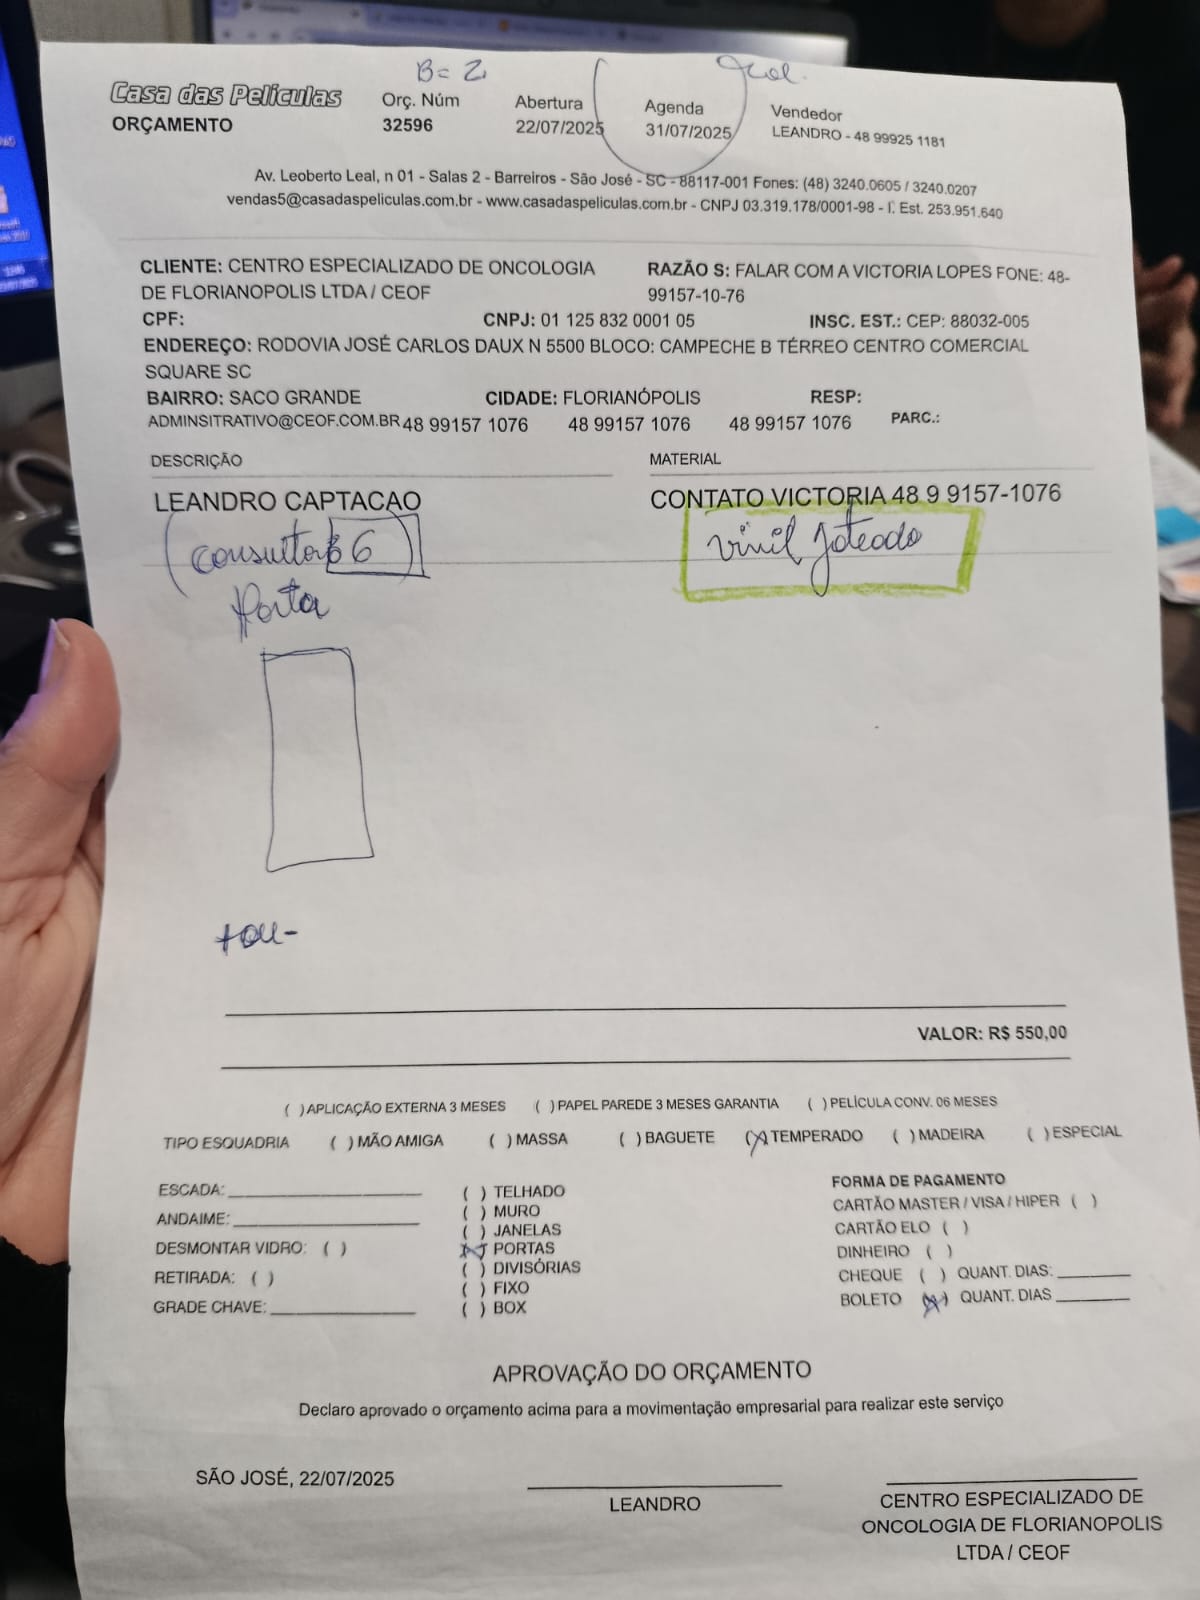 B= 2
Casa das Películas
ORÇAMENTO
Orç. Núm
32596
Abertura
22/07/2025
Agenda
31/07/2025
Vendedor
LEANDRO - 48 99925 1181
Av. Leoberto Leal, n 01 - Salas 2 - Barreiros - São José - SC - 88117-001 Fones: (48) 3240.0605 / 3240.0207
vendas5@casadaspeliculas.com.br - www.casadaspeliculas.com.br - CNPJ 03.319.178/0001-98 - I. Est. 253.951.640
CLIENTE: CENTRO ESPECIALIZADO DE ONCOLOGIA
DE FLORIANOPOLIS LTDA / CEOF
RAZÃO S: FALAR COM A VICTORIA LOPES FONE: 48-
99157-10-76
CPF: CNPJ: 01 125 832 0001 05 INSC. EST.: CEP: 88032-005
ENDEREÇO: RODOVIA JOSÉ CARLOS DAUX N 5500 BLOCO: CAMPECHE B TÉRREO CENTRO COMERCIAL
SQUARE SC
BAIRRO: SACO GRANDE CIDADE: FLORIANÓPOLIS RESP:
ADMINSITRATIVO@CEOF.COM.BR 48 99157 1076 48 99157 1076 48 99157 1076 PARC.:
DESCRIÇÃO MATERIAL
LEANDRO CAPTACAO CONTATO VICTORIA 48 9 9157-1076
6
vinil Joteado
Porta
VALOR: R$ 550,00
( ) APLICAÇÃO EXTERNA 3 MESES ( ) PAPEL PAREDE 3 MESES GARANTIA ( ) PELÍCULA CONV. 06 MESES
TIPO ESQUADRIA ( ) MÃO AMIGA ( ) MASSA ( ) BAGUETE (X) TEMPERADO ( ) MADEIRA ( ) ESPECIAL
ESCADA:
ANDAIME:
DESMONTAR VIDRO: ( )
RETIRADA: ( )
GRADE CHAVE:
( ) TELHADO
( ) MURO
( ) JANELAS
(X) PORTAS
( ) DIVISÓRIAS
( ) FIXO
( ) BOX
FORMA DE PAGAMENTO
CARTÃO MASTER / VISA / HIPER ( )
CARTÃO ELO ( )
DINHEIRO ( )
CHEQUE ( ) QUANT. DIAS:
BOLETO (X) QUANT. DIAS
APROVAÇÃO DO ORÇAMENTO
Declaro aprovado o orçamento acima para a movimentação empresarial para realizar este serviço
SÃO JOSÉ, 22/07/2025
LEANDRO
CENTRO ESPECIALIZADO DE
ONCOLOGIA DE FLORIANOPOLIS
LTDA / CEOF